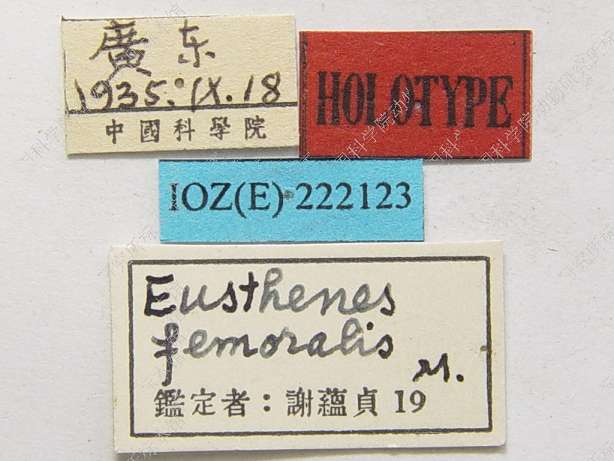 廣东
1935.IX.18
中國科學院
HOLOTYPE
IOZ(E) 222123
Eusthenes
femoralis
鑑定者：謝蘊貞 19